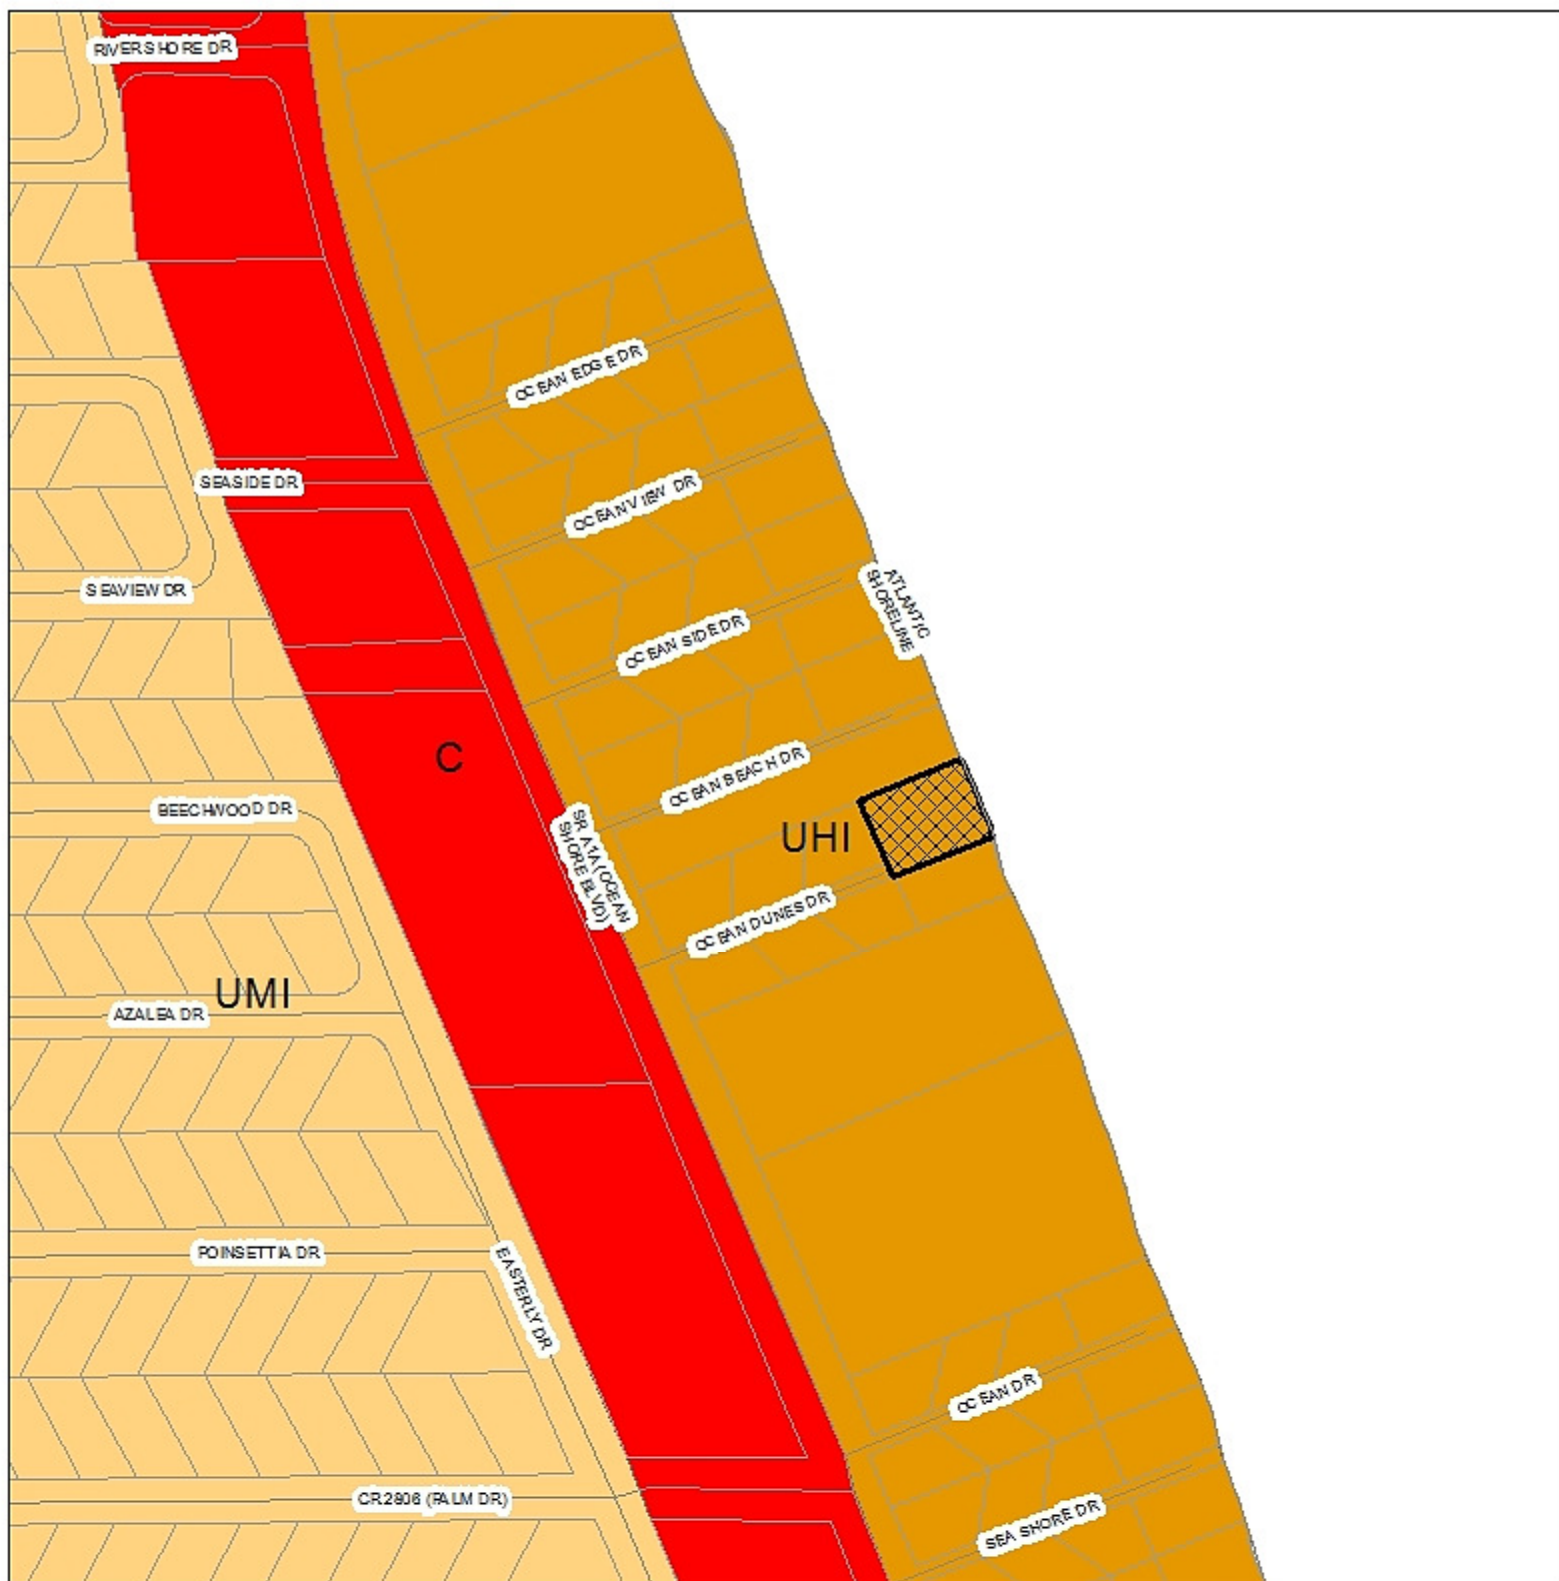 RIVERSHORE DR
OCEAN EDGE DR
SEASIDE DR
OCEANVIEW DR
SEAVIEW DR
ATLANTIC
SHORELINE
OCEAN SIDE DR
C
OCEAN BEACH DR
BEECHWOOD DR
SR A1A (OCEAN
SHORE BLVD)
UHI
OCEAN DUNES DR
UMI
AZALEA DR
POINSETTIA DR
EASTERLY DR
OCEAN DR
CR 2806 (PALM DR)
SEA SHORE DR